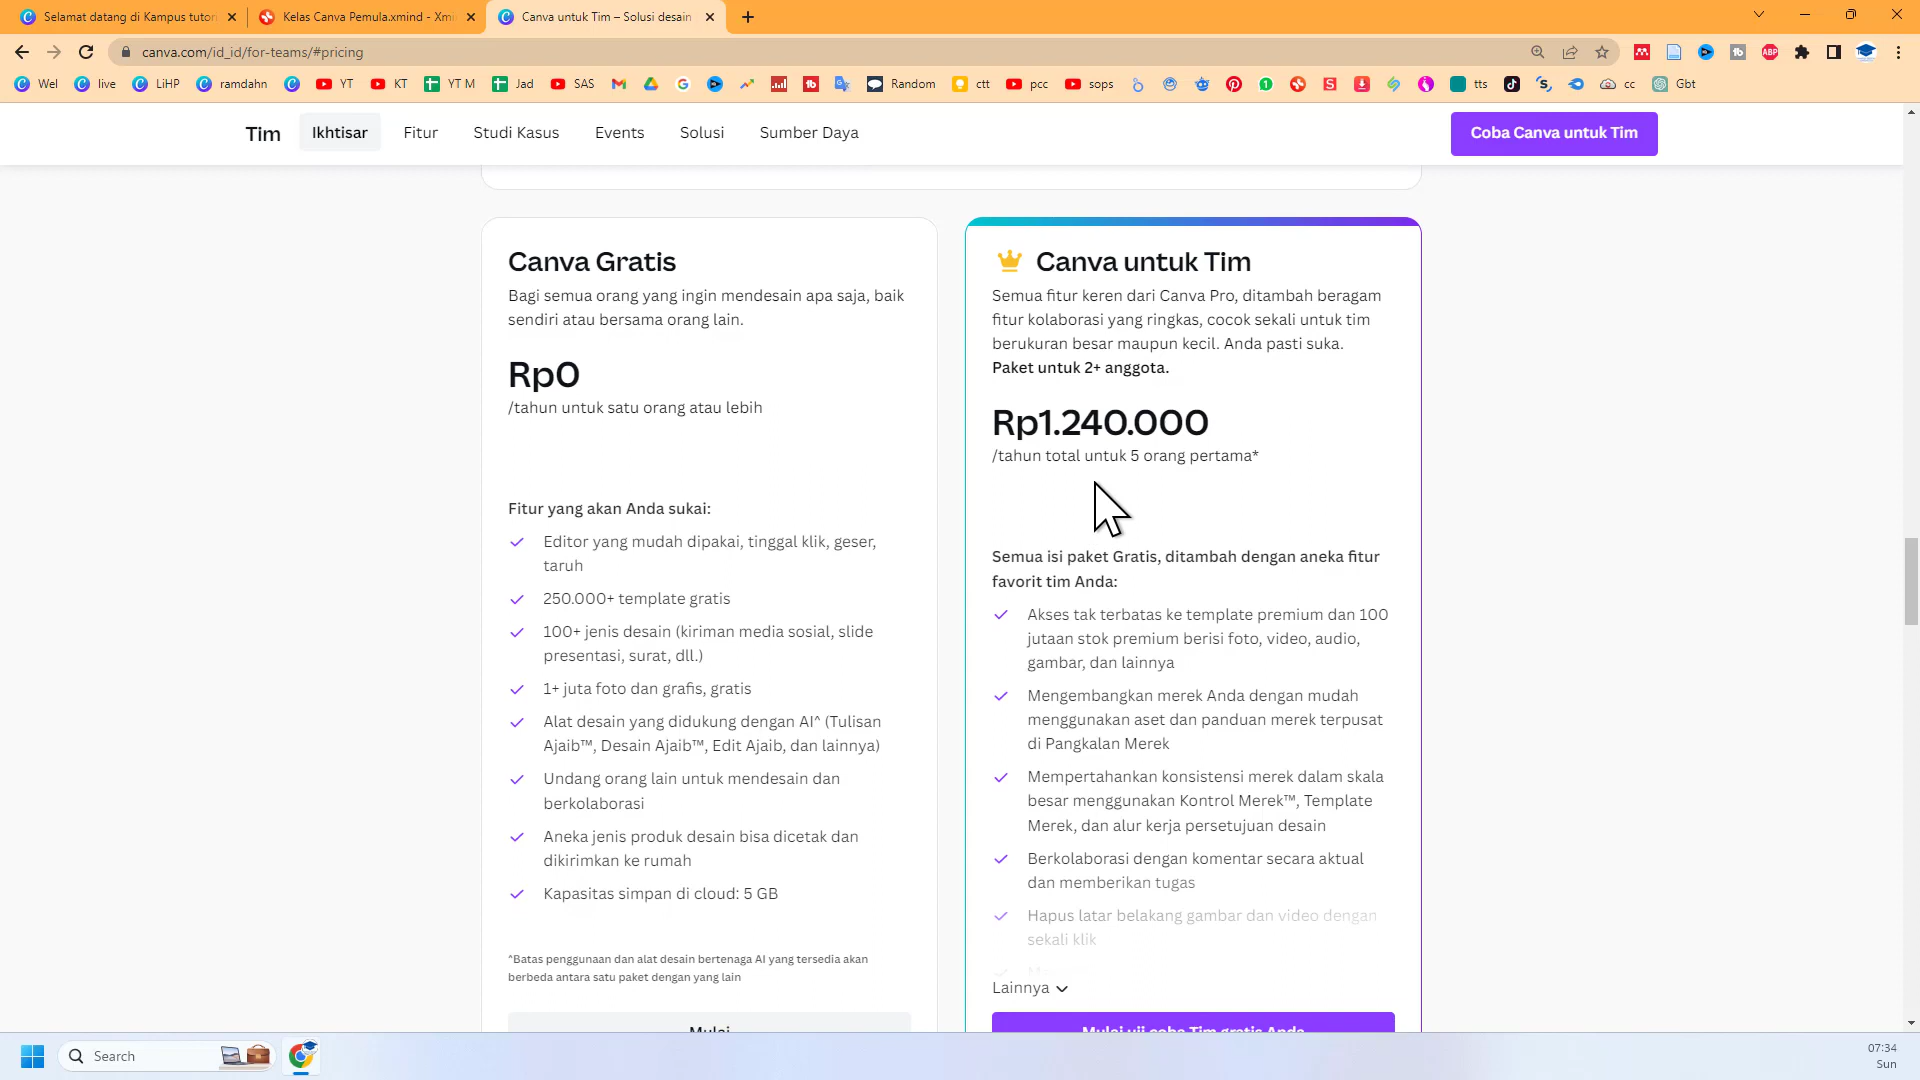 Selamat datang di Kampus tutor
Kelas Canva Pemula.xmind - Xmi
Canva untuk Tim – Solusi desain
canva.com/id_id/for-teams/#pricing
Wel
live
LiHP
ramdahn
YT
KT
YT M
Jad
SAS
Random
ctt
pcc
sops
tts
cc
Gbt
Tim
Ikhtisar
Fitur
Studi Kasus
Events
Solusi
Sumber Daya
Coba Canva untuk Tim
Canva Gratis
Bagi semua orang yang ingin mendesain apa saja, baik
sendiri atau bersama orang lain.
Rp0
/tahun untuk satu orang atau lebih
Fitur yang akan Anda sukai:
Editor yang mudah dipakai, tinggal klik, geser,
taruh
250.000+ template gratis
100+ jenis desain (kiriman media sosial, slide
presentasi, surat, dll.)
1+ juta foto dan grafis, gratis
Alat desain yang didukung dengan AI^ (Tulisan
Ajaib™, Desain Ajaib™, Edit Ajaib, dan lainnya)
Undang orang lain untuk mendesain dan
berkolaborasi
Aneka jenis produk desain bisa dicetak dan
dikirimkan ke rumah
Kapasitas simpan di cloud: 5 GB
^Batas penggunaan dan alat desain bertenaga AI yang tersedia akan
berbeda antara satu paket dengan yang lain
Mulai
Canva untuk Tim
Semua fitur keren dari Canva Pro, ditambah beragam
fitur kolaborasi yang ringkas, cocok sekali untuk tim
berukuran besar maupun kecil. Anda pasti suka.
Paket untuk 2+ anggota.
Rp1.240.000
/tahun total untuk 5 orang pertama*
Semua isi paket Gratis, ditambah dengan aneka fitur
favorit tim Anda:
Akses tak terbatas ke template premium dan 100
jutaan stok premium berisi foto, video, audio,
gambar, dan lainnya
Mengembangkan merek Anda dengan mudah
menggunakan aset dan panduan merek terpusat
di Pangkalan Merek
Mempertahankan konsistensi merek dalam skala
besar menggunakan Kontrol Merek™, Template
Merek, dan alur kerja persetujuan desain
Berkolaborasi dengan komentar secara aktual
dan memberikan tugas
Hapus latar belakang gambar dan video dengan
sekali klik
Lainnya
Mulai uji coba Tim gratis Anda
Search
07:34
Sun